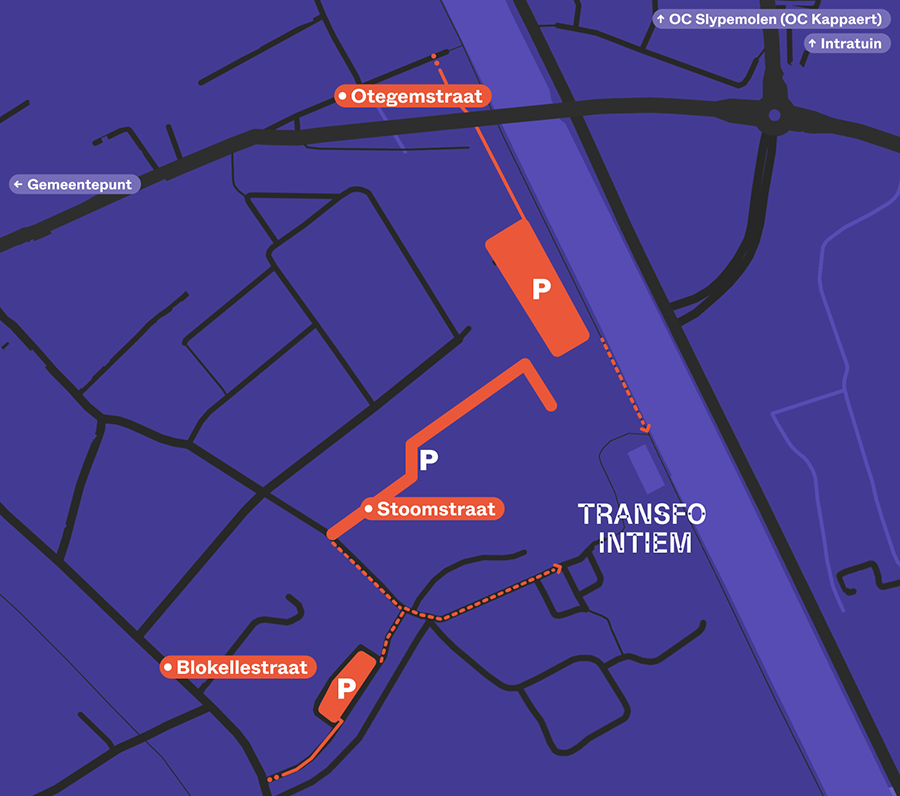 ↑ OC Slypemolen (OC Kappaert)
↑ Intratuin
• Otegemstraat
← Gemeentepunt
P
P
• Stoomstraat
TRANSFO
INTIEM
• Blokellestraat
P